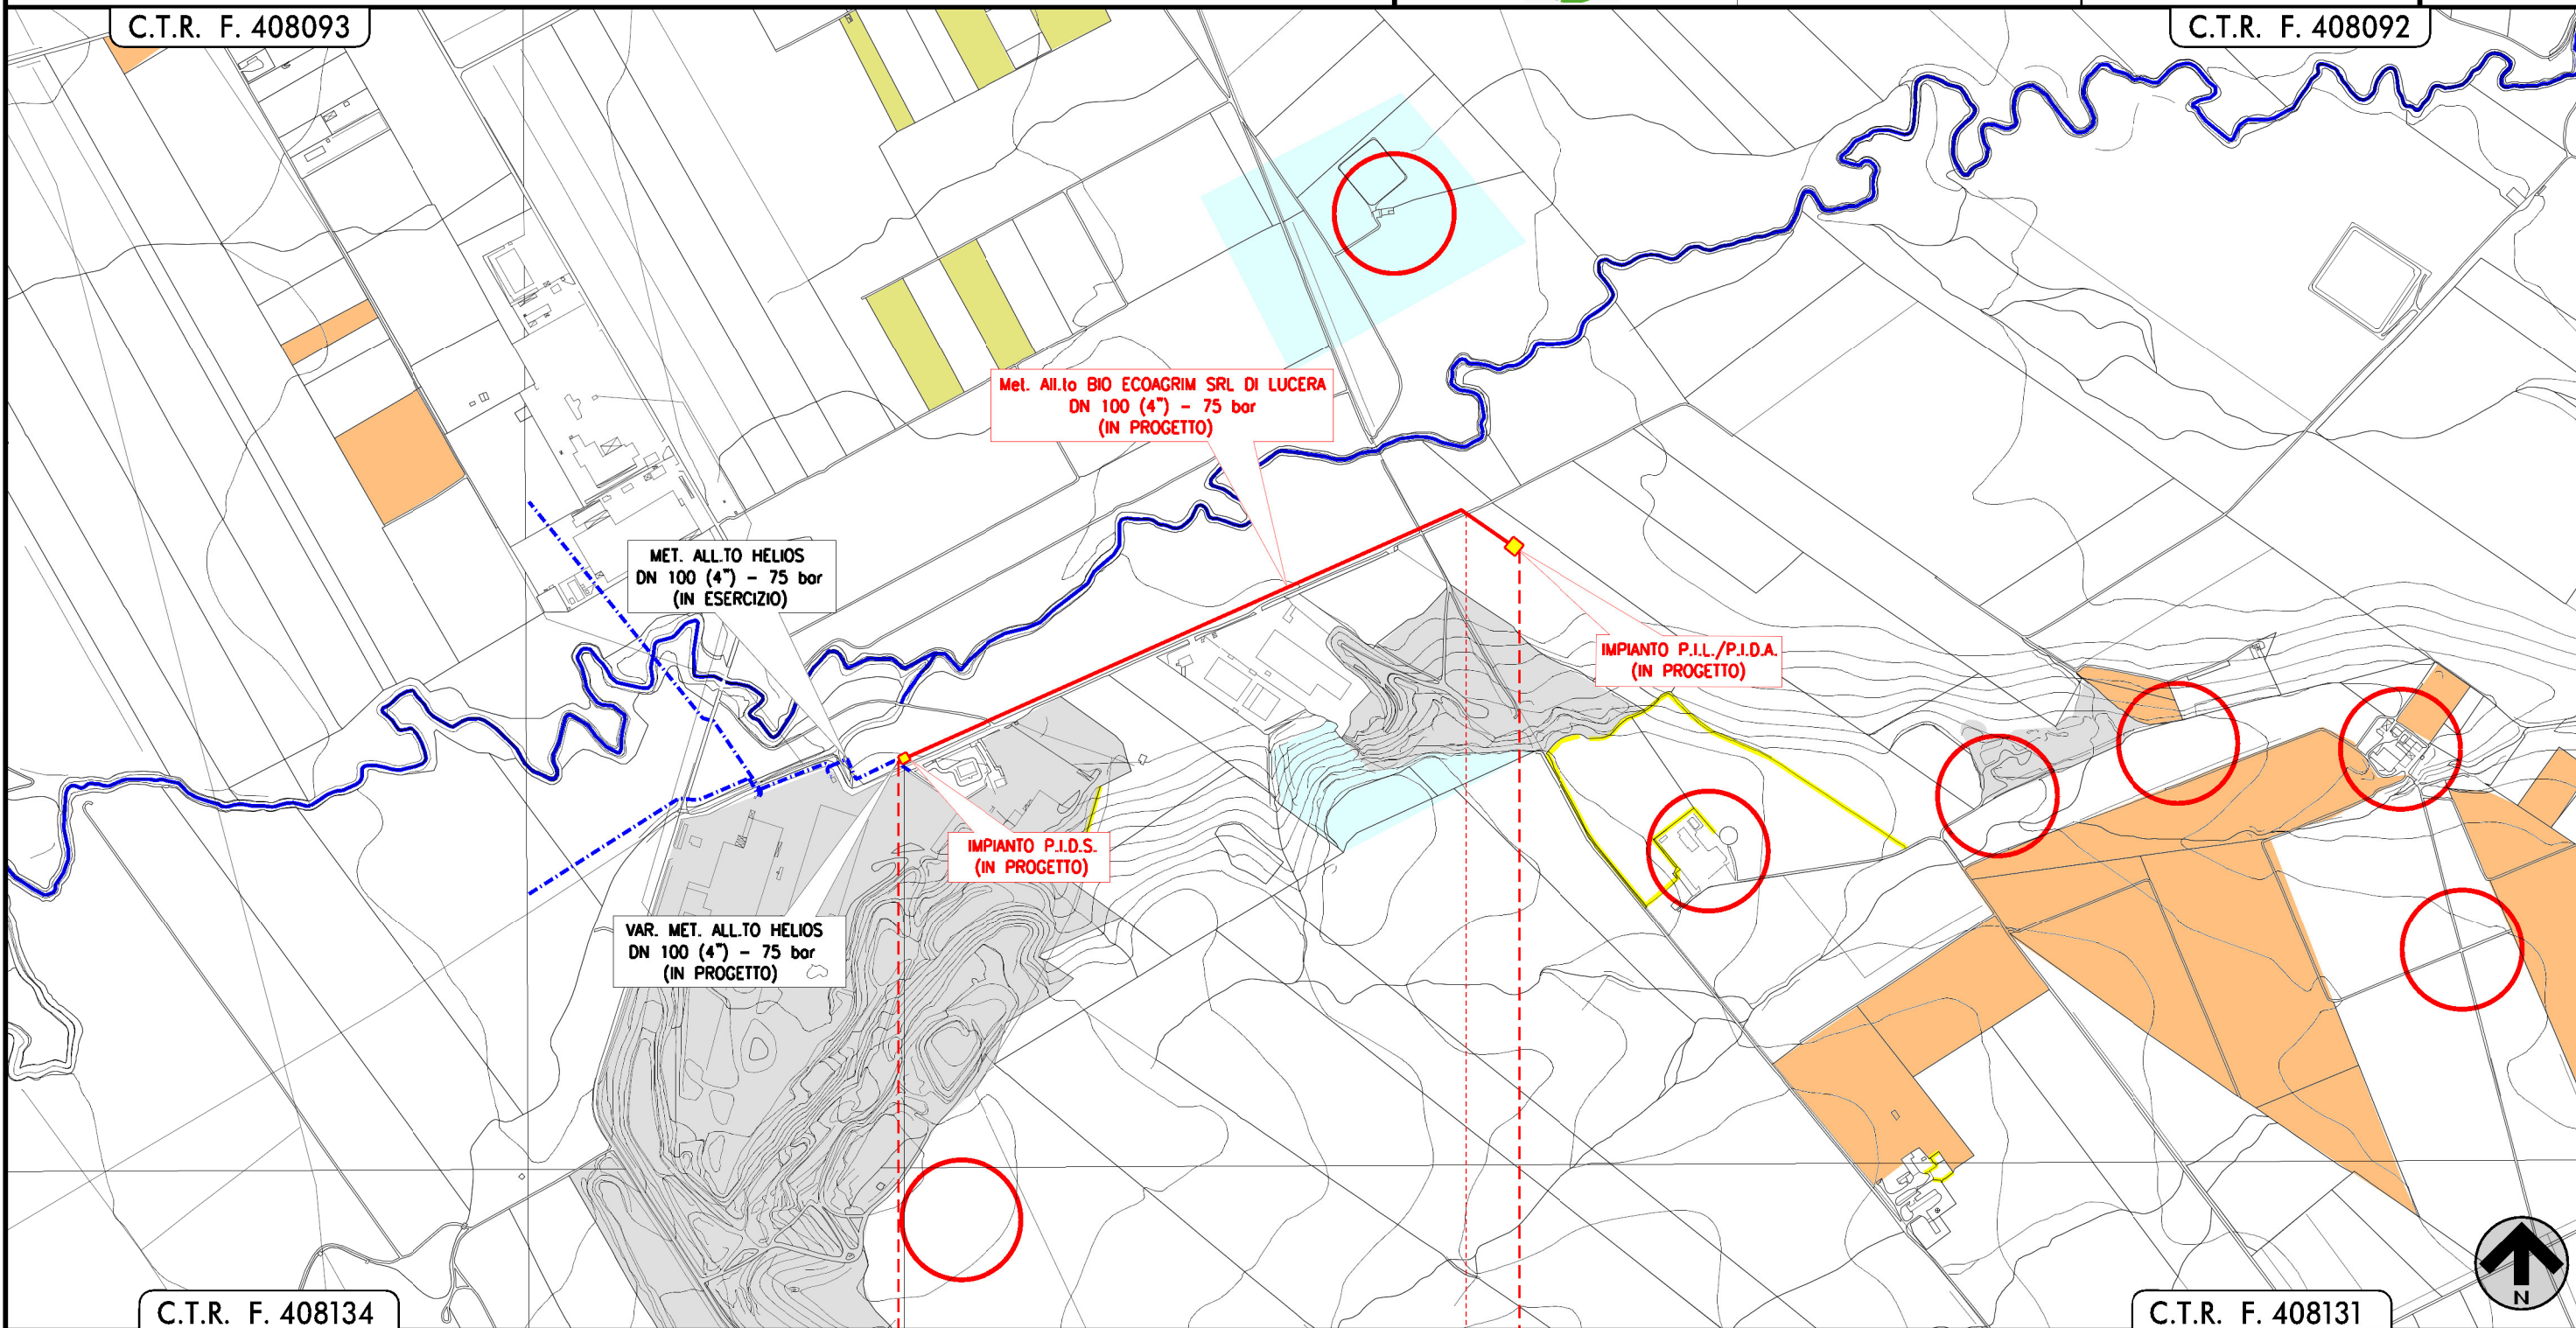 C.T.R. F. 408093
C.T.R. F. 408092
Met. All.to BIO ECOAGRIM SRL DI LUCERA
DN 100 (4") - 75 bar
(IN PROGETTO)
MET. ALL.TO HELIOS
DN 100 (4") - 75 bar
(IN ESERCIZIO)
IMPIANTO P.I.L./P.I.D.A.
(IN PROGETTO)
IMPIANTO P.I.D.S.
(IN PROGETTO)
VAR. MET. ALL.TO HELIOS
DN 100 (4") - 75 bar
(IN PROGETTO)
N
C.T.R. F. 408134
C.T.R. F. 408131